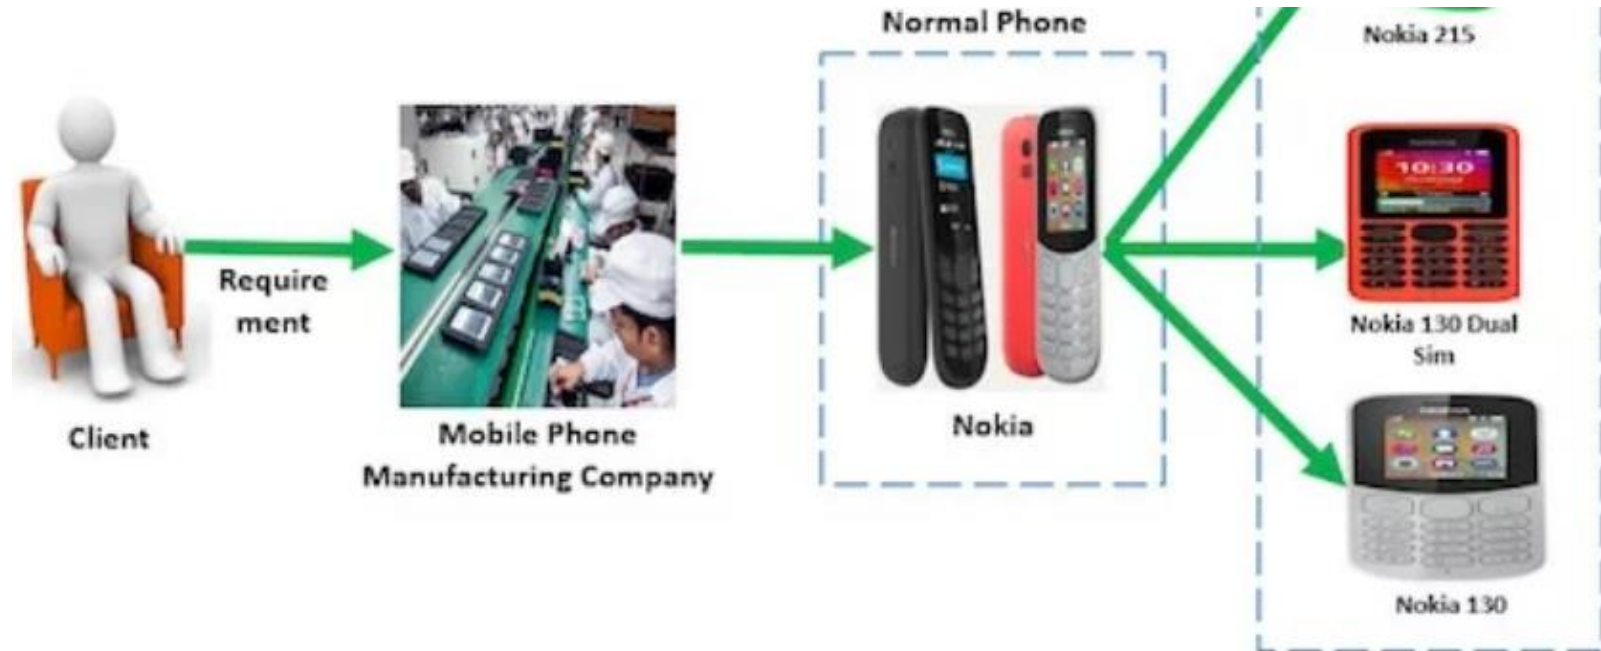 Normal Phone
Nokia 215
10:30
Require
ment
Nokia 130 Dual
Sim
Client
Mobile Phone
Manufacturing Company
Nokia
Nokia 130